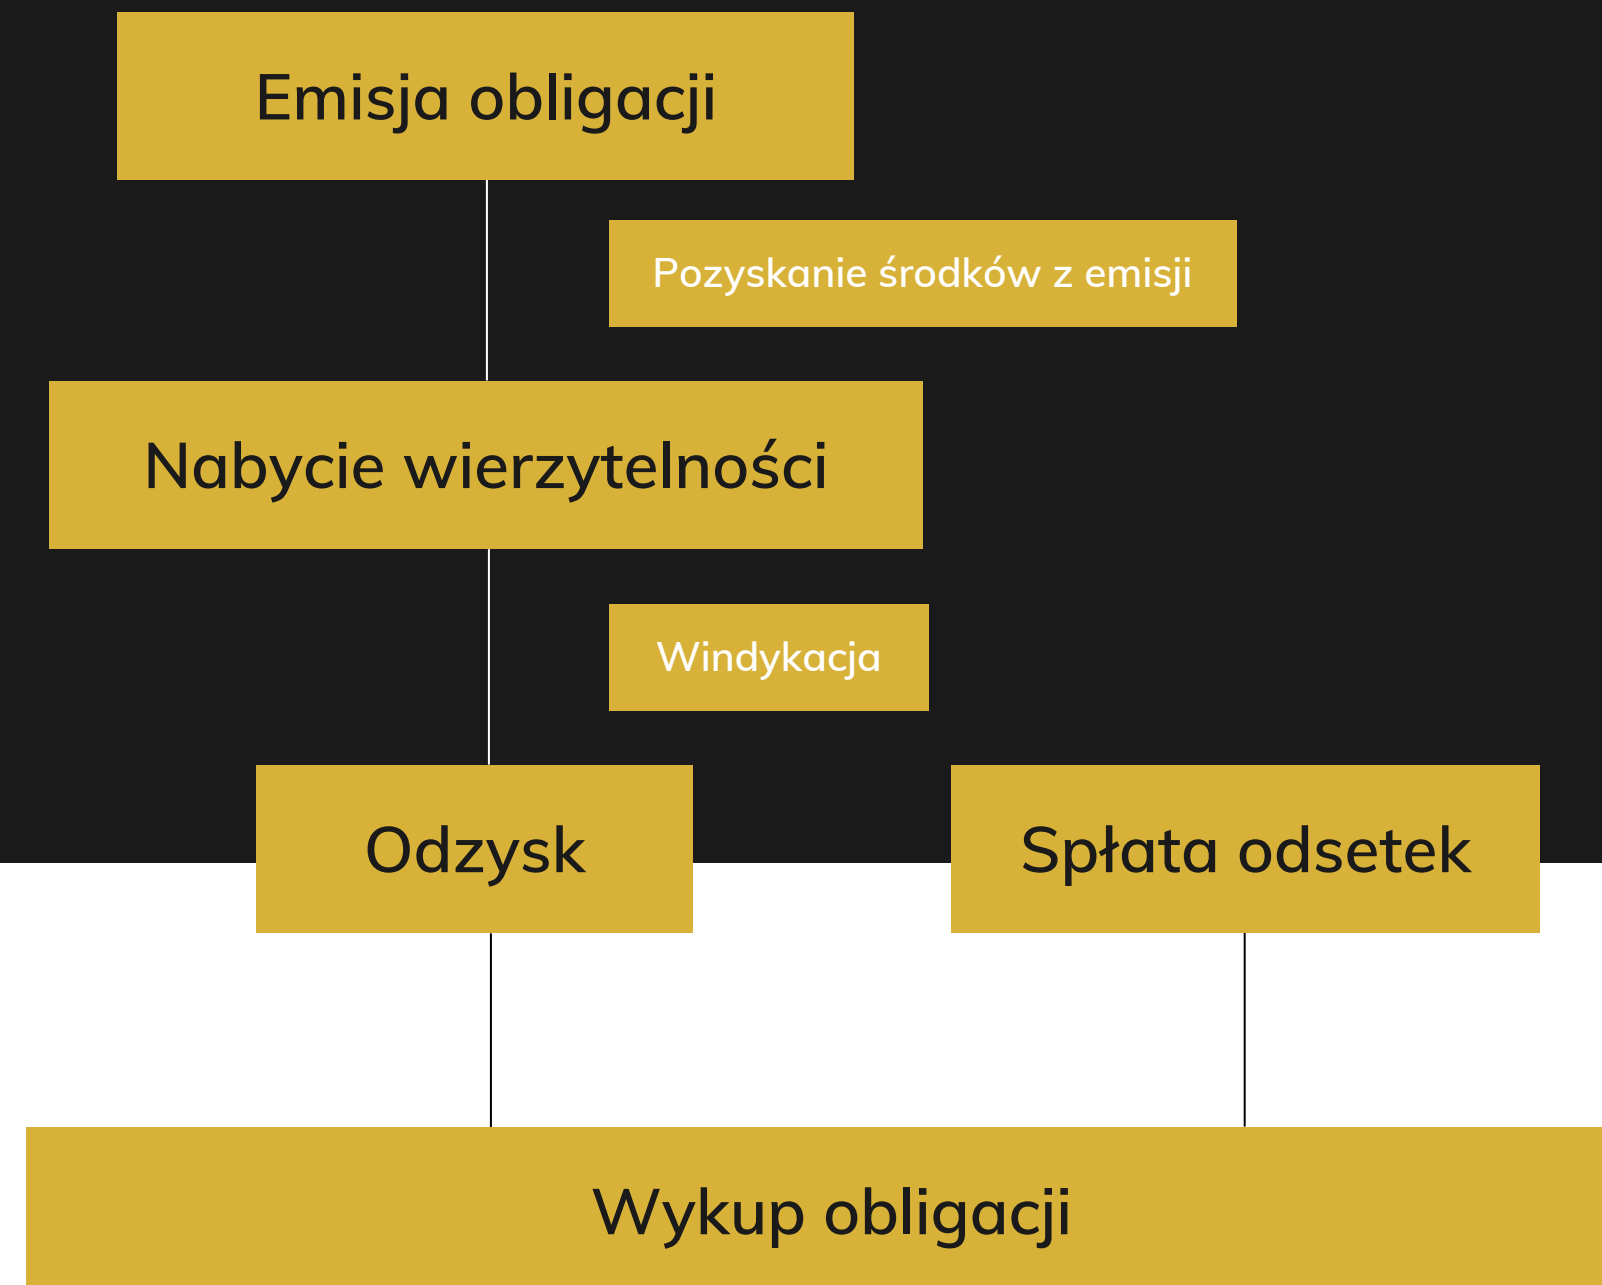 Emisja obligacji
Pozyskanie środków z emisji
Nabycie wierzytelności
Windykacja
Odzysk
Spłata odsetek
Wykup obligacji